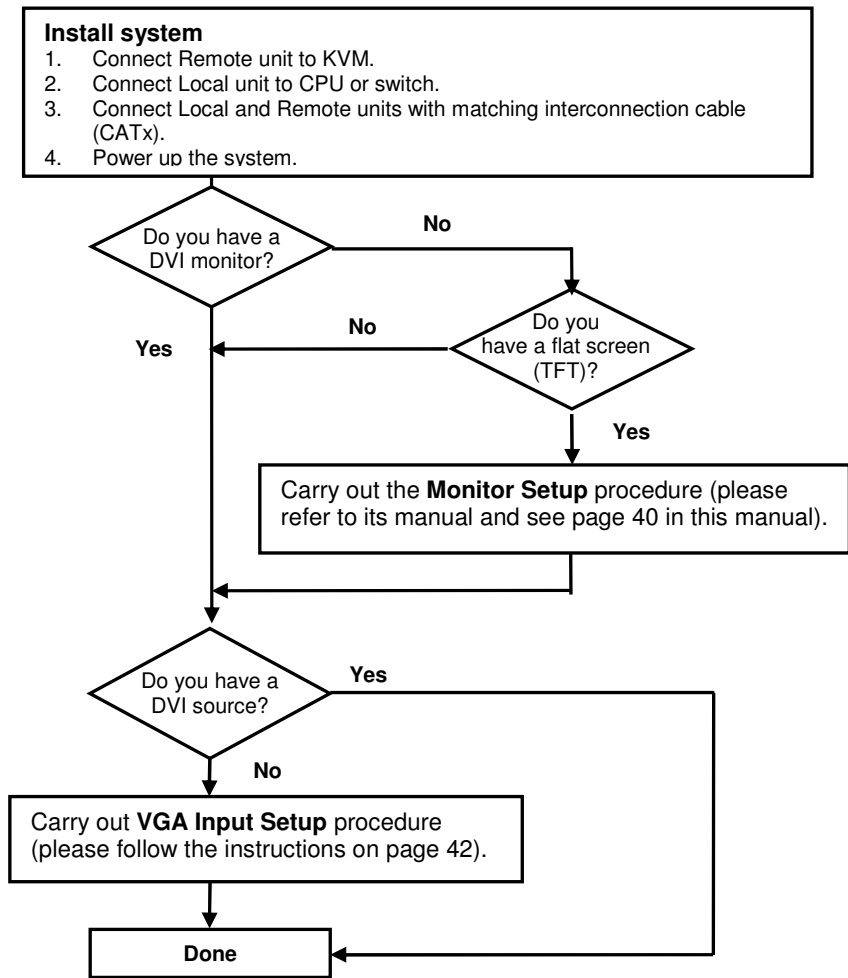 Install system
1. Connect Remote unit to KVM.
2. Connect Local unit to CPU or switch.
3. Connect Local and Remote units with matching interconnection cable
(CATx).
4. Power up the system.
Do you have a
DVI monitor?
No
Yes
No
Do you
have a flat screen
(TFT)?
Yes
Carry out the Monitor Setup procedure (please
refer to its manual and see page 40 in this manual).
Do you have a
DVI source?
Yes
No
Carry out VGA Input Setup procedure
(please follow the instructions on page 42).
Done